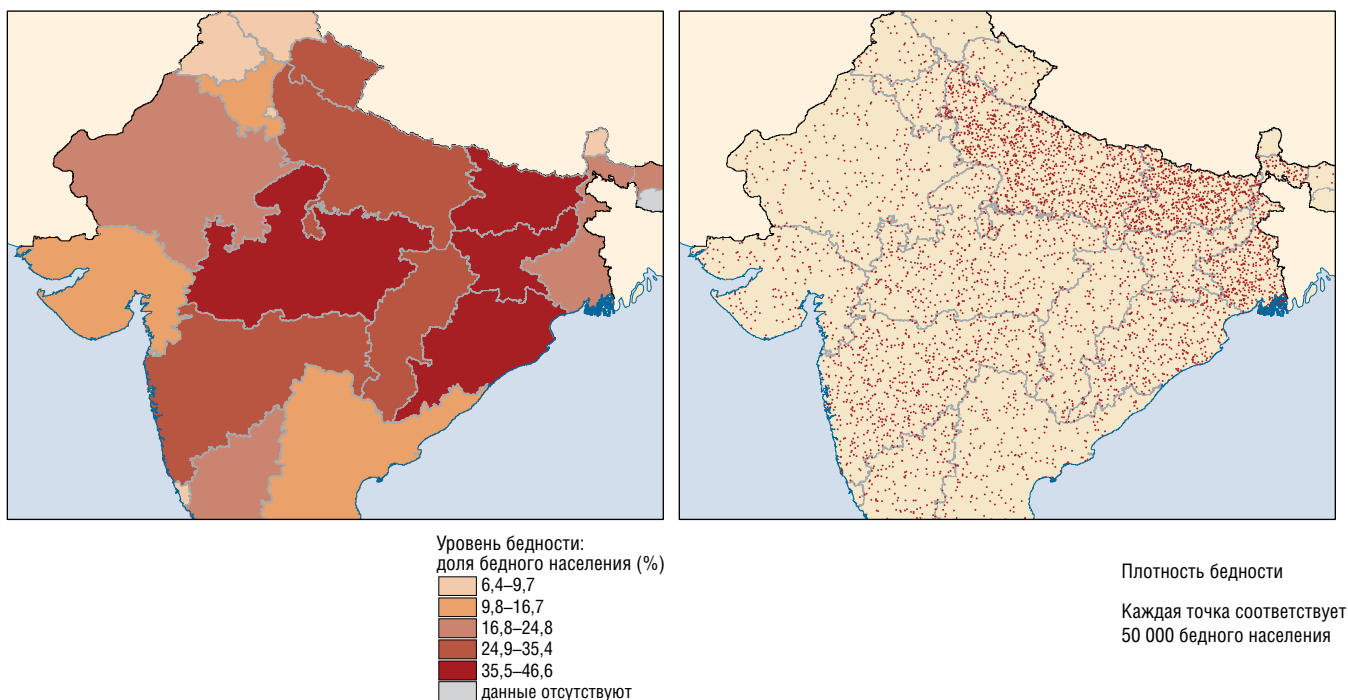 Уровень бедности:
доля бедного населения (%)
6,4–9,7
9,8–16,7
16,8–24,8
24,9–35,4
35,5–46,6
данные отсутствуют
Плотность бедности
Каждая точка соответствует
50 000 бедного населения